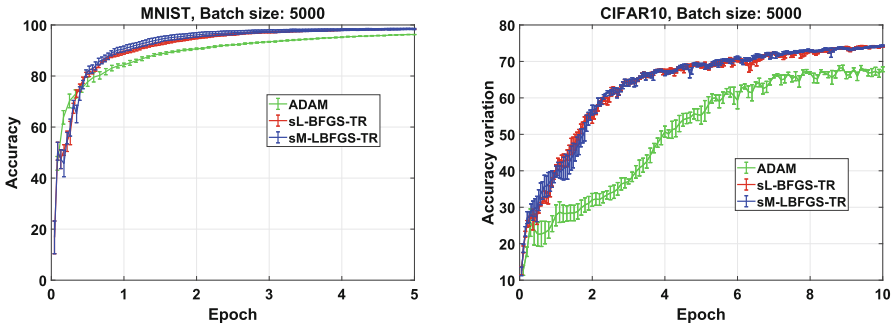 MNIST, Batch size: 5000
Accuracy
100
80
60
40
20
0
0 1 2 3 4 5
Epoch
ADAM
sL-BFGS-TR
sM-LBFGS-TR
CIFAR10, Batch size: 5000
Accuracy variation
100
90
80
70
60
50
40
30
20
10
0 2 4 6 8 10
Epoch
ADAM
sL-BFGS-TR
sM-LBFGS-TR